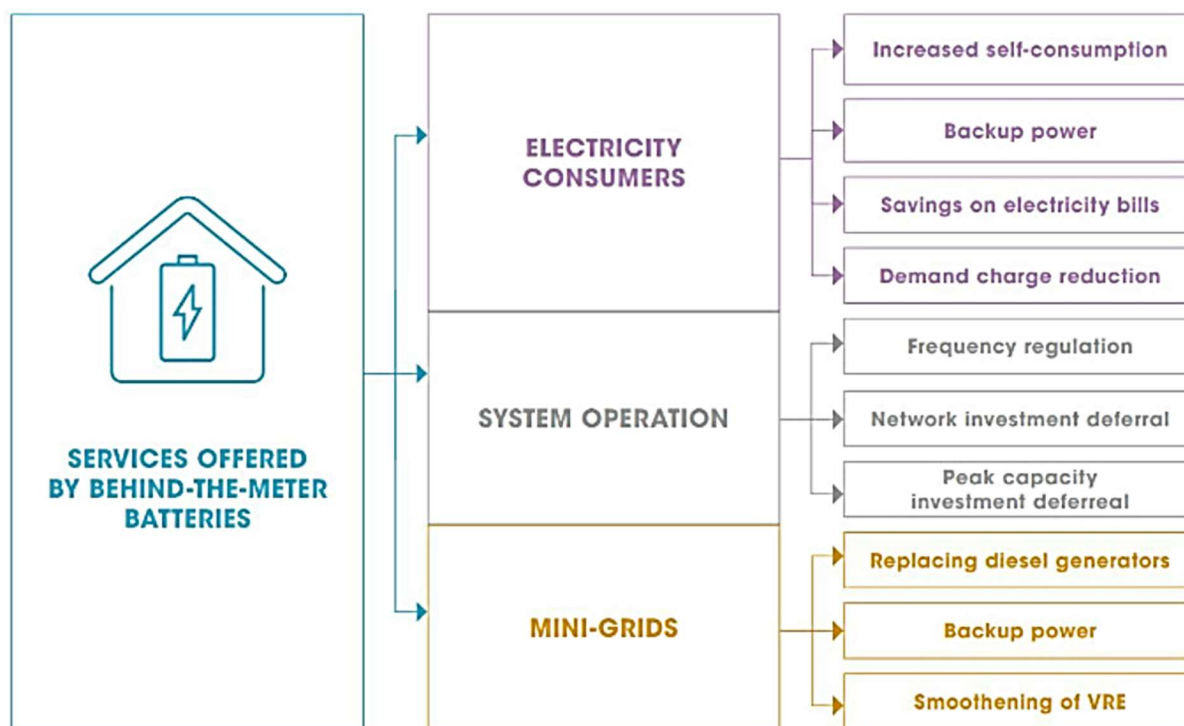 SERVICES OFFERED
BY BEHIND-THE-METER
BATTERIES
ELECTRICITY
CONSUMERS
Increased self-consumption
Backup power
Savings on electricity bills
Demand charge reduction
SYSTEM OPERATION
Frequency regulation
Network investment deferral
Peak capacity
investment deferreal
MINI-GRIDS
Replacing diesel generators
Backup power
Smoothening of VRE